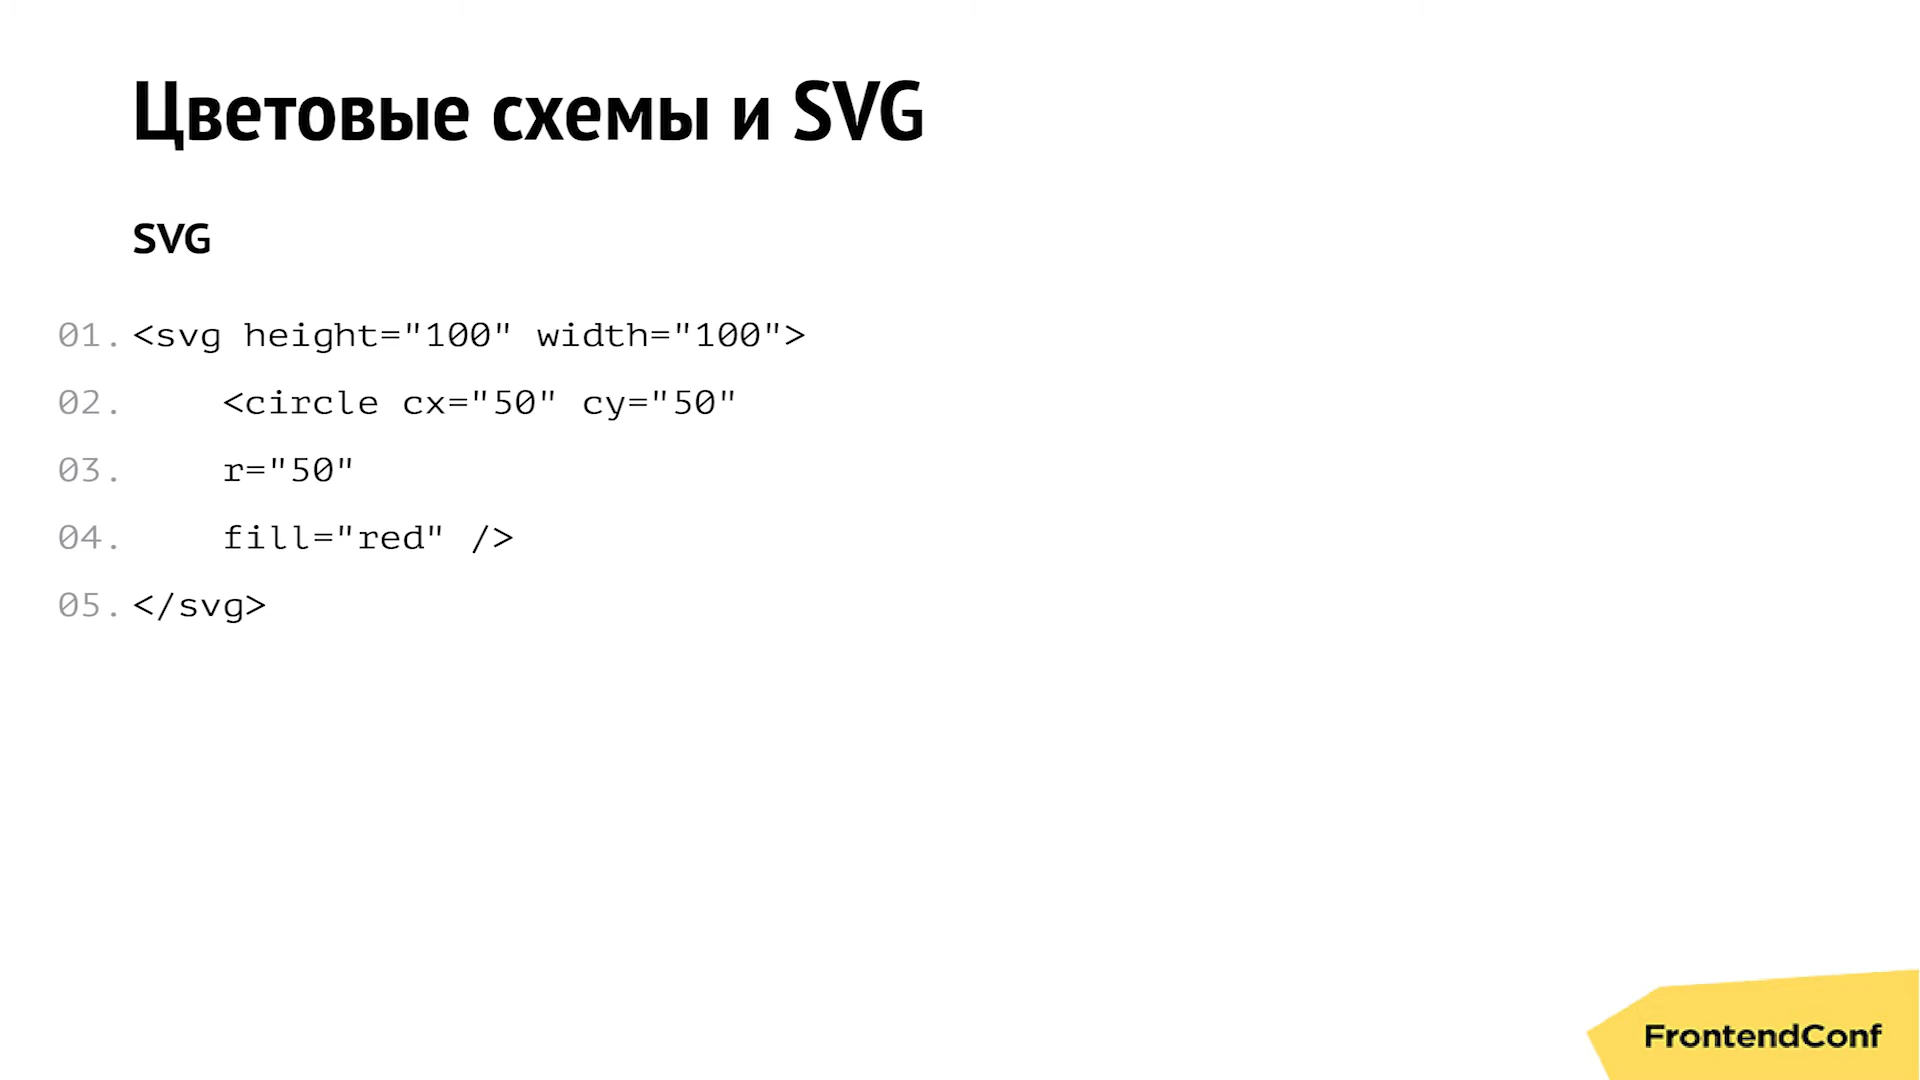 Цветовые схемы и SVG
SVG
01. <svg height="100" width="100">
02.     <circle cx="50" cy="50"
03.     r="50"
04.     fill="red" />
05. </svg>
FrontendConf